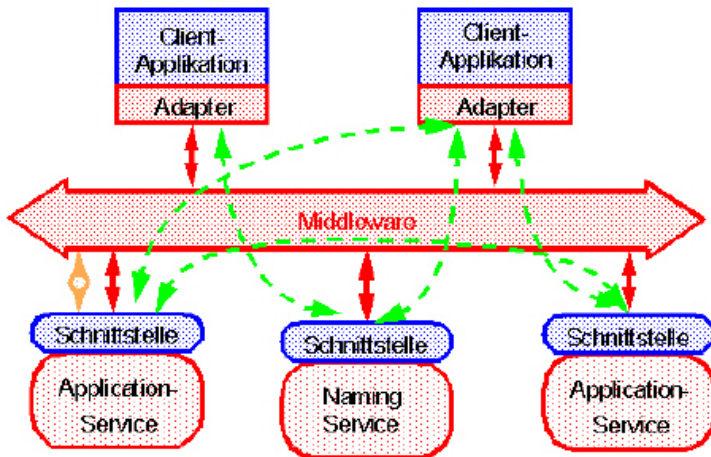 Client-
Applikation
Adapter
Client-
Applikation
Adapter
Middleware
Schnittstelle
Application-
Service
Schnittstelle
Naming
Service
Schnittstelle
Application-
Service